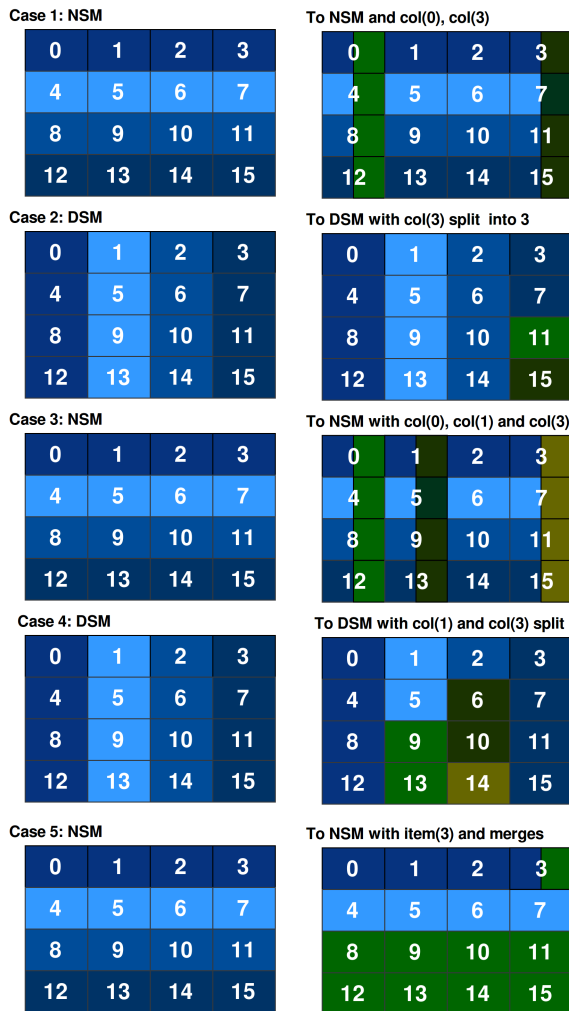 Case 1: NSM
0 1 2 3
4 5 6 7
8 9 10 11
12 13 14 15
To NSM and col(0), col(3)
0 1 2 3
4 5 6 7
8 9 10 11
12 13 14 15
Case 2: DSM
0 1 2 3
4 5 6 7
8 9 10 11
12 13 14 15
To DSM with col(3) split into 3
0 1 2 3
4 5 6 7
8 9 10 11
12 13 14 15
Case 3: NSM
0 1 2 3
4 5 6 7
8 9 10 11
12 13 14 15
To NSM with col(0), col(1) and col(3)
0 1 2 3
4 5 6 7
8 9 10 11
12 13 14 15
Case 4: DSM
0 1 2 3
4 5 6 7
8 9 10 11
12 13 14 15
To DSM with col(1) and col(3) split
0 1 2 3
4 5 6 7
8 9 10 11
12 13 14 15
Case 5: NSM
0 1 2 3
4 5 6 7
8 9 10 11
12 13 14 15
To NSM with item(3) and merges
0 1 2 3
4 5 6 7
8 9 10 11
12 13 14 15